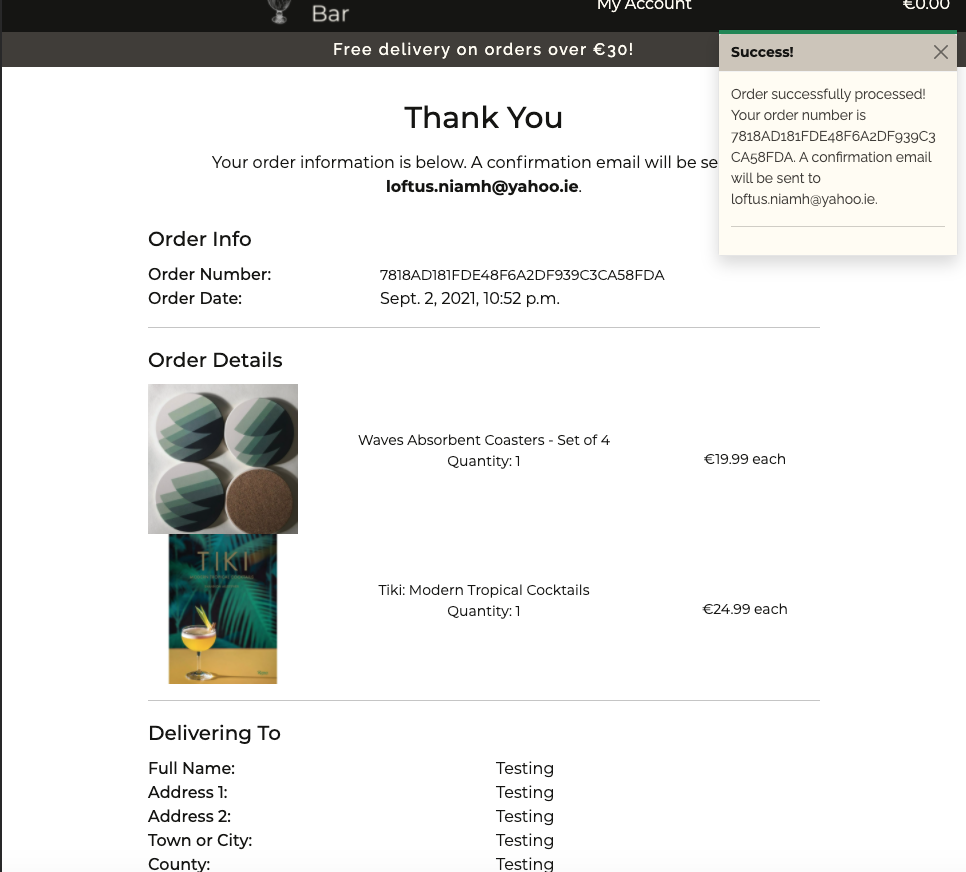 Bar
My Account
€0.00
Free delivery on orders over €30!
Success!
Order successfully processed!
Your order number is
7818AD181FDE48F6A2DF939C3
CA58FDA. A confirmation email
will be sent to
loftus.niamh@yahoo.ie.
Thank You
Your order information is below. A confirmation email will be se
loftus.niamh@yahoo.ie.
Order Info
Order Number: 7818AD181FDE48F6A2DF939C3CA58FDA
Order Date: Sept. 2, 2021, 10:52 p.m.
Order Details
Waves Absorbent Coasters - Set of 4
Quantity: 1
€19.99 each
TIKI
Tiki: Modern Tropical Cocktails
Quantity: 1
€24.99 each
Delivering To
Full Name: Testing
Address 1: Testing
Address 2: Testing
Town or City: Testing
County: Testing